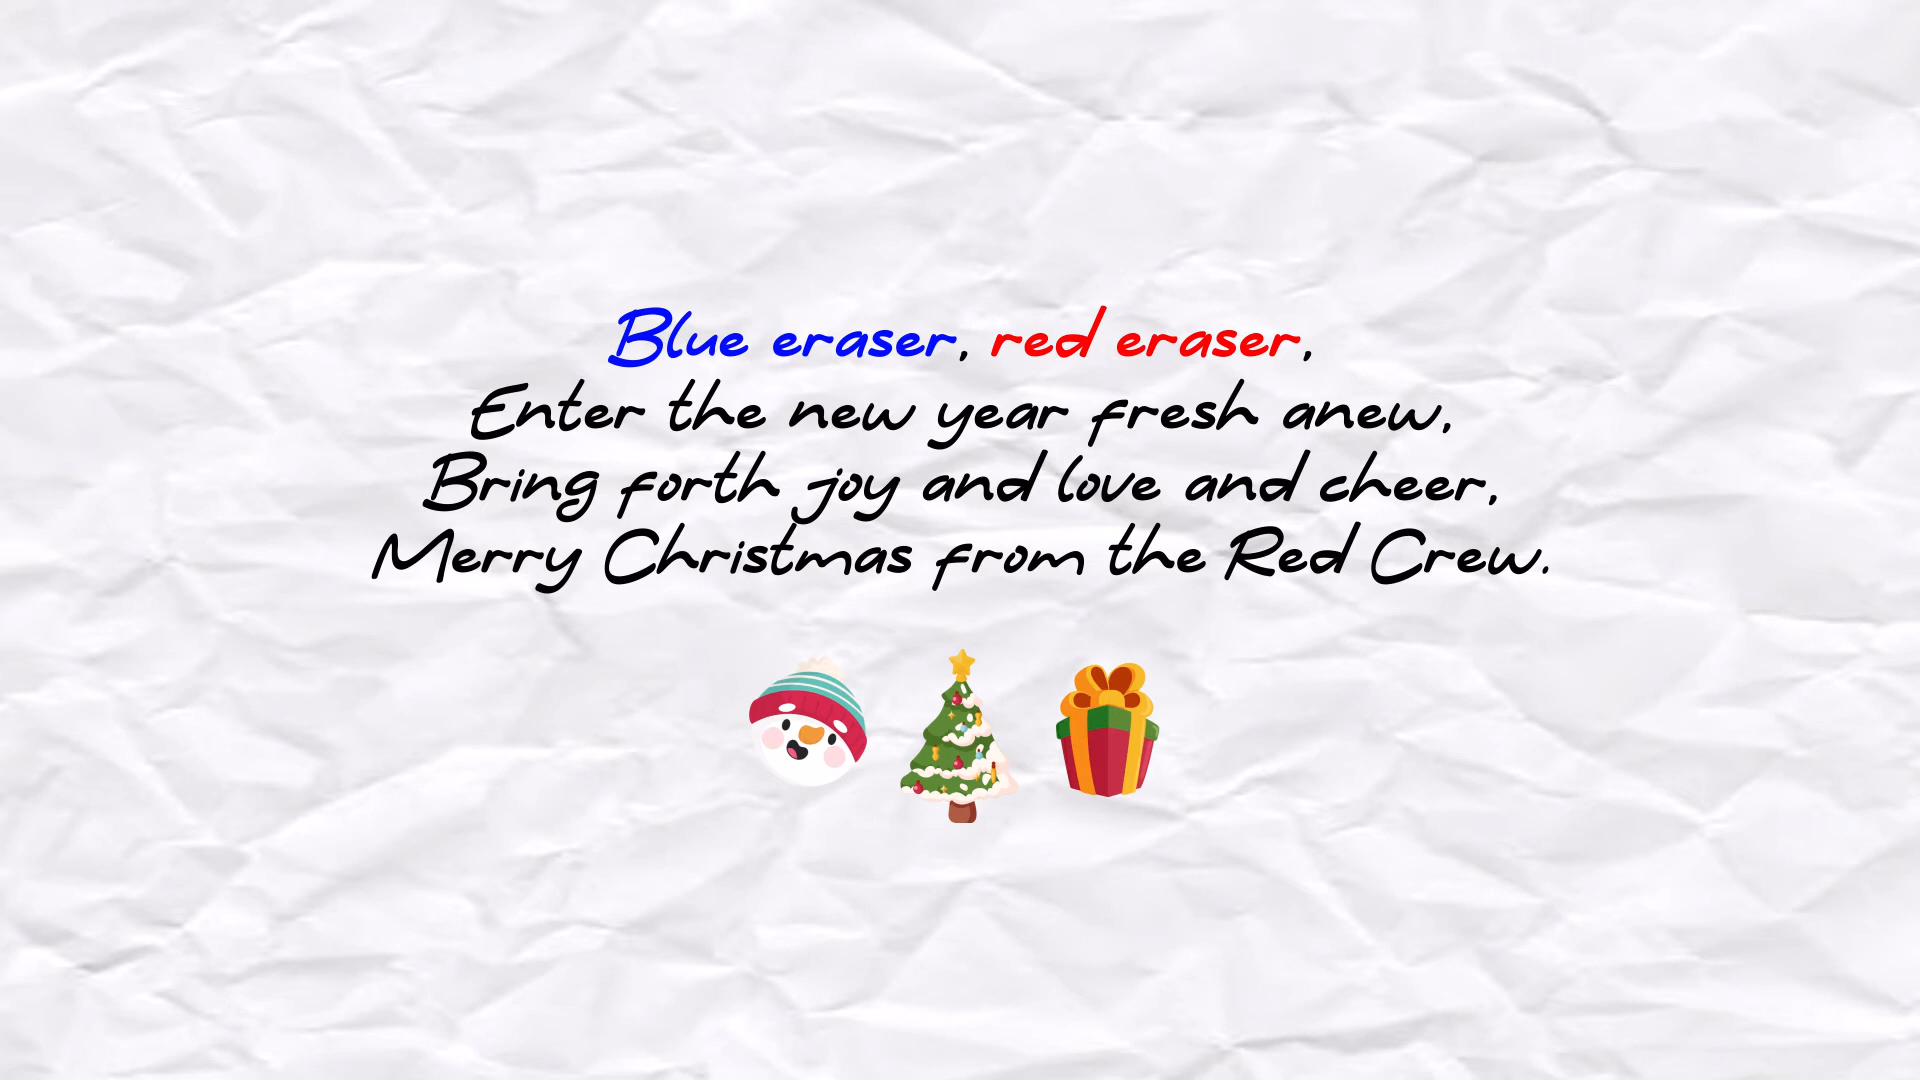 Blue eraser, red eraser,
Enter the new year fresh anew,
Bring forth joy and love and cheer,
Merry Christmas from the Red Crew.